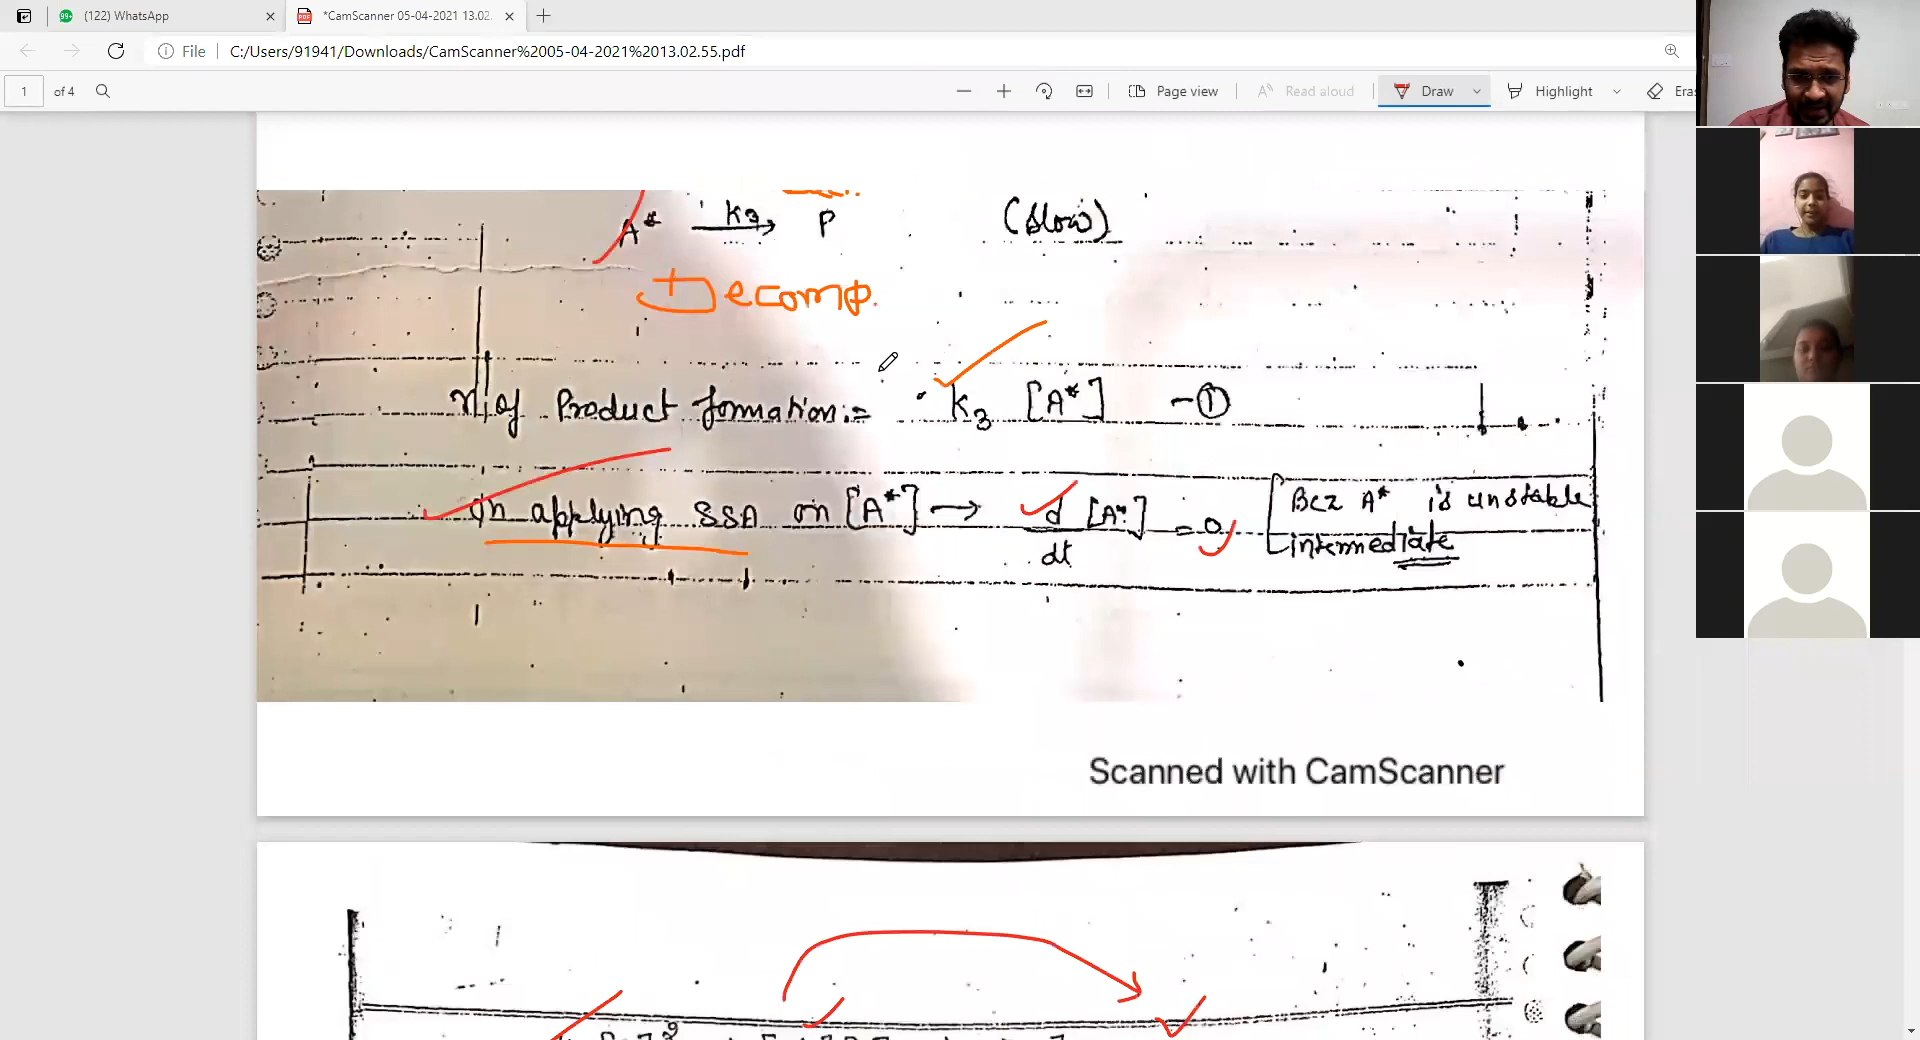 (122) WhatsApp
*CamScanner 05-04-2021 13.02.
File
C:/Users/91941/Downloads/CamScanner%2005-04-2021%2013.02.55.pdf
1 of 4
Page view
Read aloud
Draw
Highlight
Eras
A* K3 P (slow)
Decomp.
r. of Product formation = k3 [A*] -①
On applying SSA on [A*] → d [A*] = 0 [Bcz A* is unstable
dt intermediate
Scanned with CamScanner